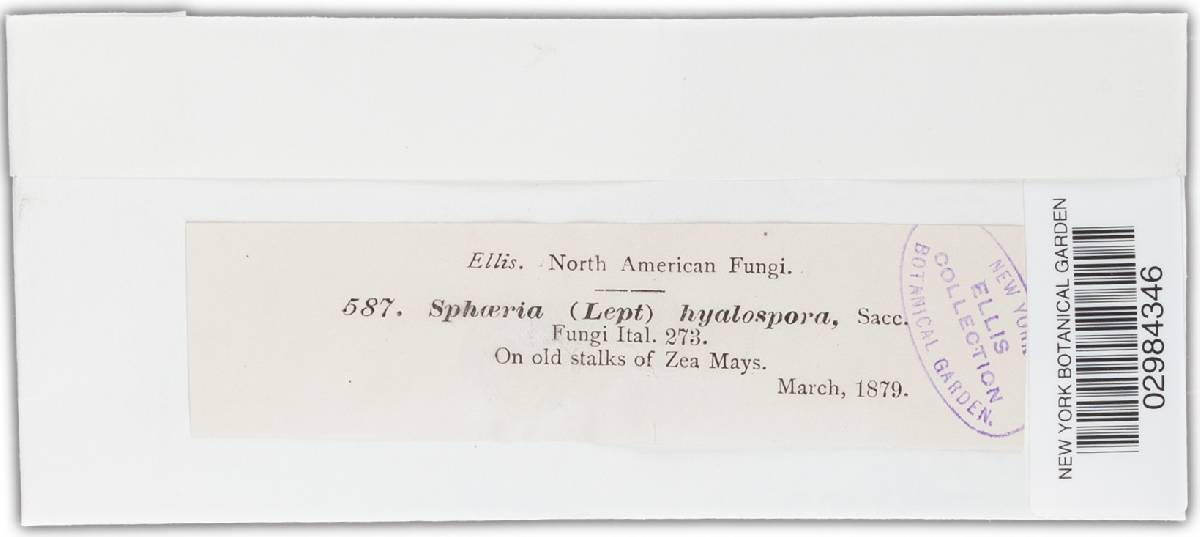 Ellis. North American Fungi.
587. Sphæria (Lept) hyalospora, Sacc.
Fungi Ital. 273.
On old stalks of Zea Mays.
March, 1879.
NEW YORK
BOTANICAL GARDEN.
ELLIS
COLLECTION
NEW YORK BOTANICAL GARDEN
02984346